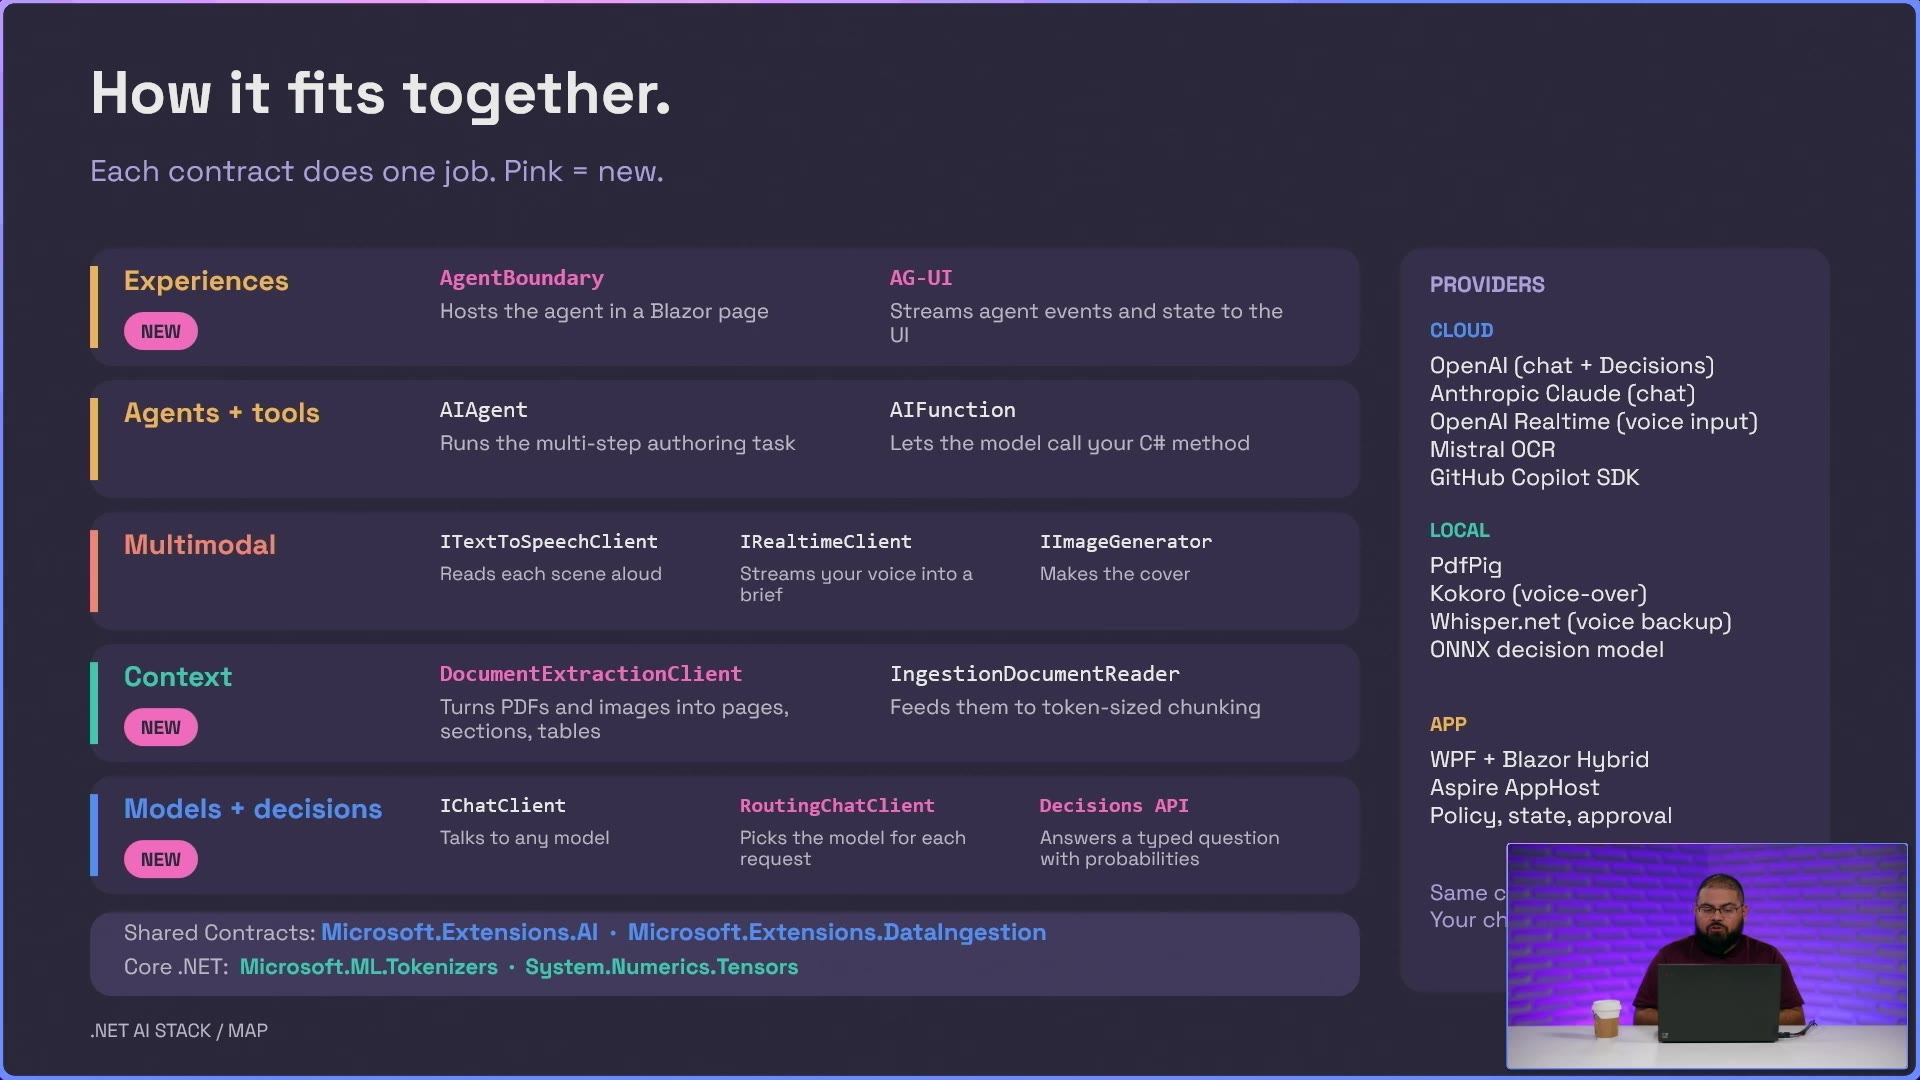 How it fits together.
Each contract does one job. Pink = new.
Experiences
NEW
AgentBoundary
Hosts the agent in a Blazor page
AG-UI
Streams agent events and state to the
UI
Agents + tools
AIAgent
Runs the multi-step authoring task
AIFunction
Lets the model call your C# method
Multimodal
ITextToSpeechClient
Reads each scene aloud
IRealtimeClient
Streams your voice into a
brief
IImageGenerator
Makes the cover
Context
NEW
DocumentExtractionClient
Turns PDFs and images into pages,
sections, tables
IngestionDocumentReader
Feeds them to token-sized chunking
Models + decisions
NEW
IChatClient
Talks to any model
RoutingChatClient
Picks the model for each
request
Decisions API
Answers a typed question
with probabilities
Shared Contracts: Microsoft.Extensions.AI · Microsoft.Extensions.DataIngestion
Core .NET: Microsoft.ML.Tokenizers · System.Numerics.Tensors
.NET AI STACK / MAP
PROVIDERS
CLOUD
OpenAI (chat + Decisions)
Anthropic Claude (chat)
OpenAI Realtime (voice input)
Mistral OCR
GitHub Copilot SDK
LOCAL
PdfPig
Kokoro (voice-over)
Whisper.net (voice backup)
ONNX decision model
APP
WPF + Blazor Hybrid
Aspire AppHost
Policy, state, approval
Same
Your